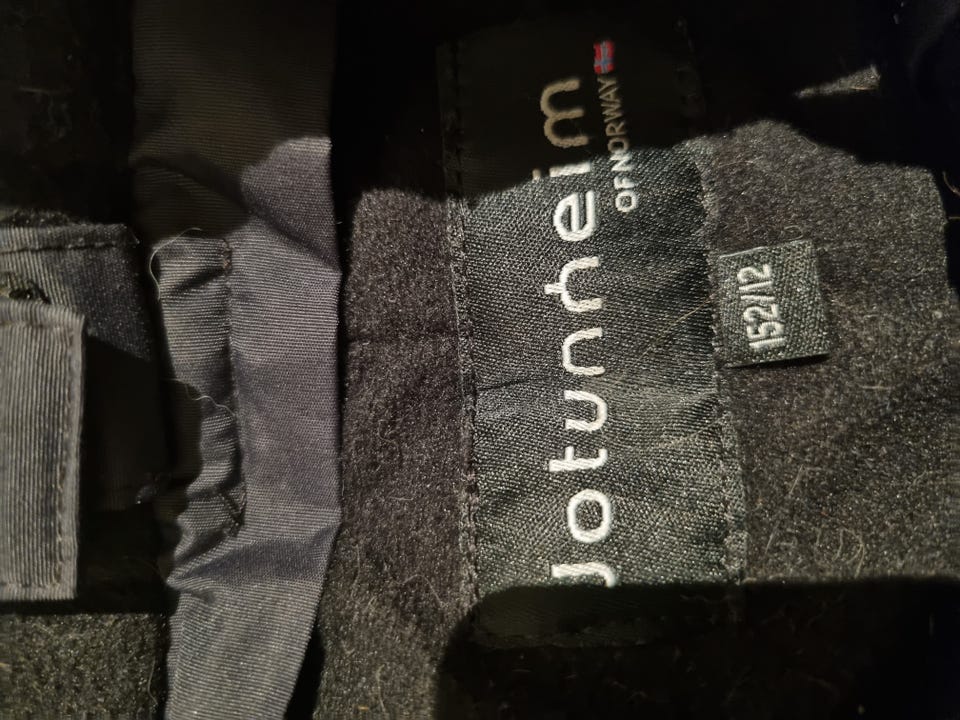 Jotunheim
OF NORWAY
152/12